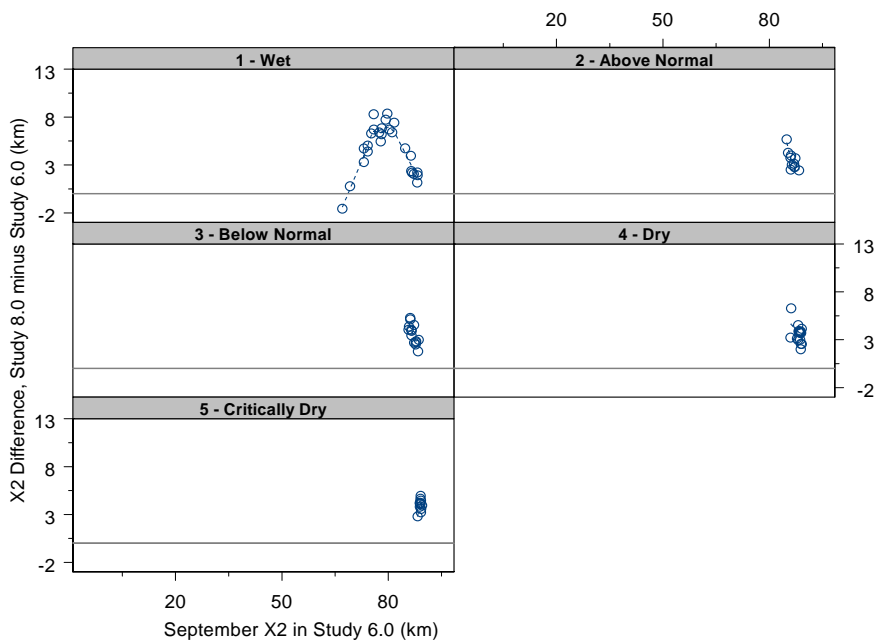 20 50 80
1 - Wet
2 - Above Normal
13
8
3
-2
3 - Below Normal
4 - Dry
13
8
3
-2
5 - Critically Dry
13
8
3
-2
20 50 80
September X2 in Study 6.0 (km)
X2 Difference, Study 8.0 minus Study 6.0 (km)